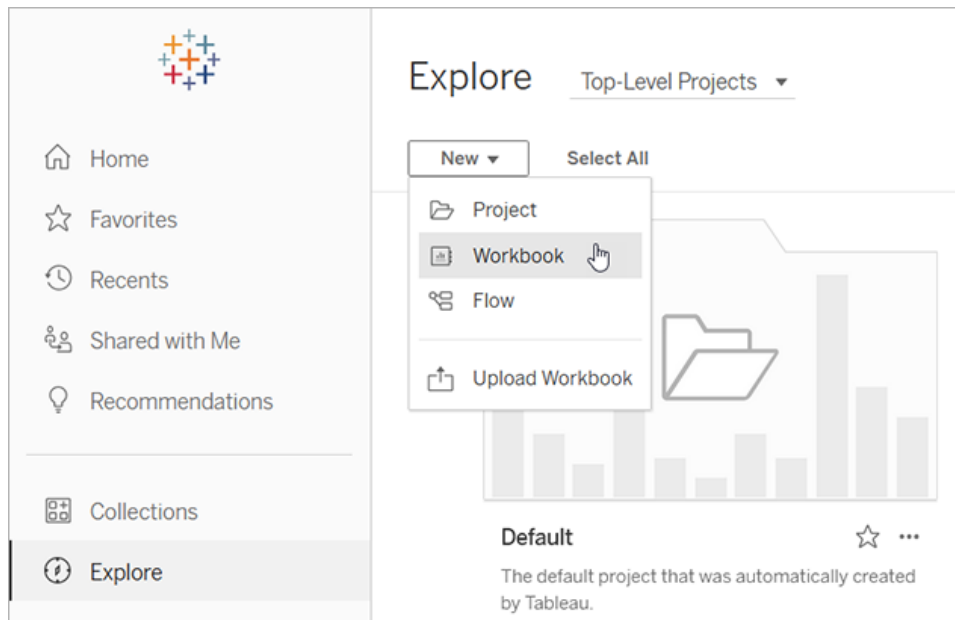 Home
Favorites
Recents
Shared with Me
Recommendations
Collections
Explore
Explore
Top-Level Projects
New
Select All
Project
Workbook
Flow
Upload Workbook
Default
The default project that was automatically created
by Tableau.